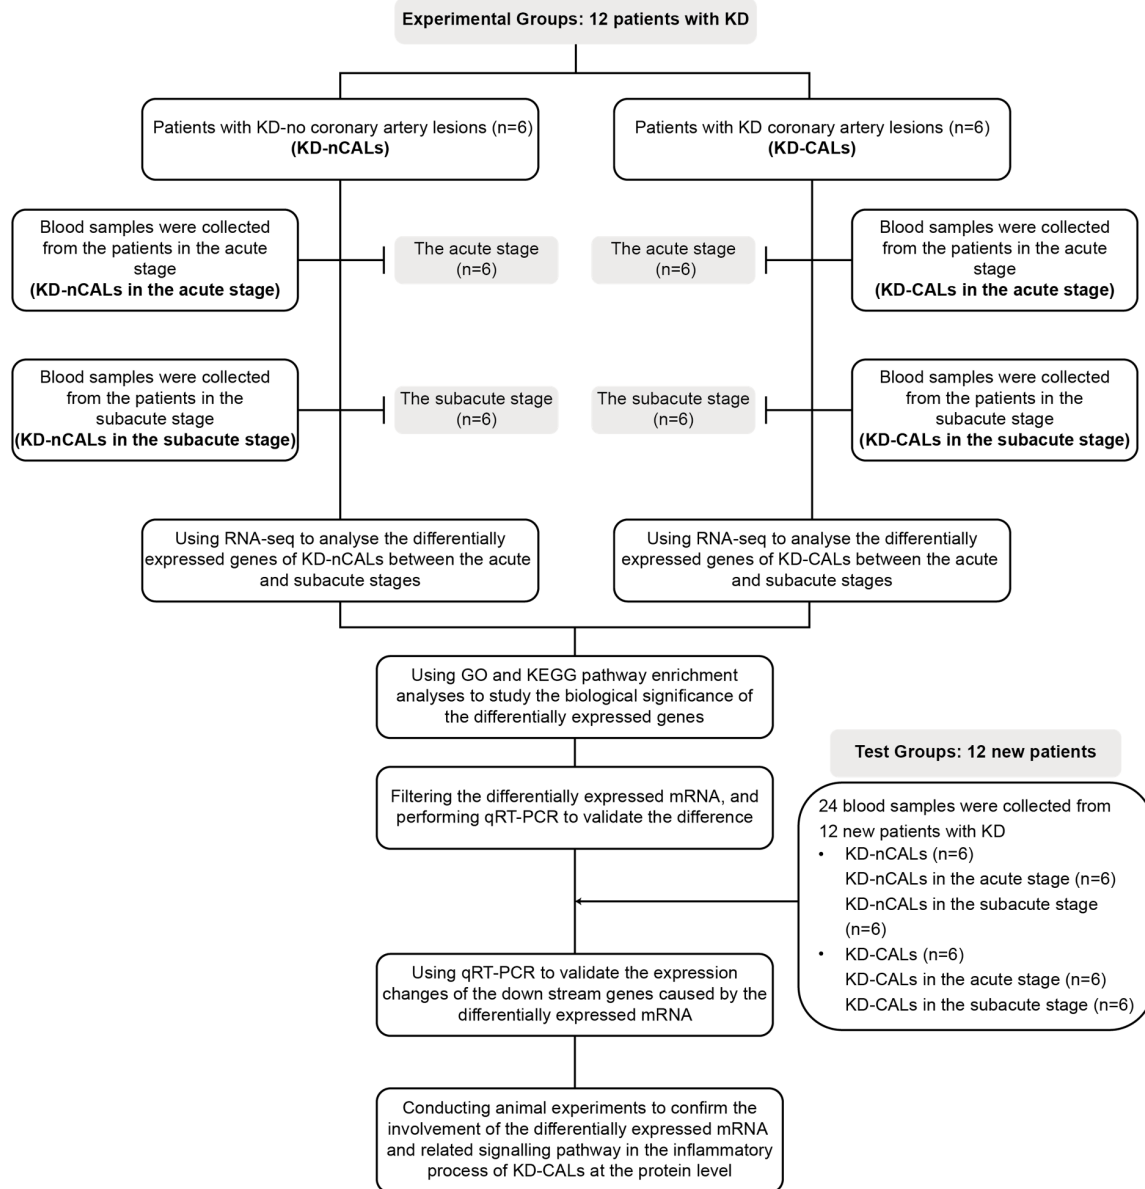 Experimental Groups: 12 patients with KD
Patients with KD-no coronary artery lesions (n=6)
(KD-nCALs)
Patients with KD coronary artery lesions (n=6)
(KD-CALs)
Blood samples were collected
from the patients in the acute
stage
(KD-nCALs in the acute stage)
The acute stage
(n=6)
The acute stage
(n=6)
Blood samples were collected
from the patients in the acute
stage
(KD-CALs in the acute stage)
Blood samples were collected
from the patients in the
subacute stage
(KD-nCALs in the subacute stage)
The subacute stage
(n=6)
The subacute stage
(n=6)
Blood samples were collected
from the patients in the
subacute stage
(KD-CALs in the subacute stage)
Using RNA-seq to analyse the differentially
expressed genes of KD-nCALs between the acute
and subacute stages
Using RNA-seq to analyse the differentially
expressed genes of KD-CALs between the acute
and subacute stages
Using GO and KEGG pathway enrichment
analyses to study the biological significance of
the differentially expressed genes
Filtering the differentially expressed mRNA, and
performing qRT-PCR to validate the difference
Test Groups: 12 new patients
24 blood samples were collected from
12 new patients with KD
• KD-nCALs (n=6)
KD-nCALs in the acute stage (n=6)
KD-nCALs in the subacute stage
(n=6)
• KD-CALs (n=6)
KD-CALs in the acute stage (n=6)
KD-CALs in the subacute stage (n=6)
Using qRT-PCR to validate the expression
changes of the down stream genes caused by the
differentially expressed mRNA
Conducting animal experiments to confirm the
involvement of the differentially expressed mRNA
and related signalling pathway in the inflammatory
process of KD-CALs at the protein level